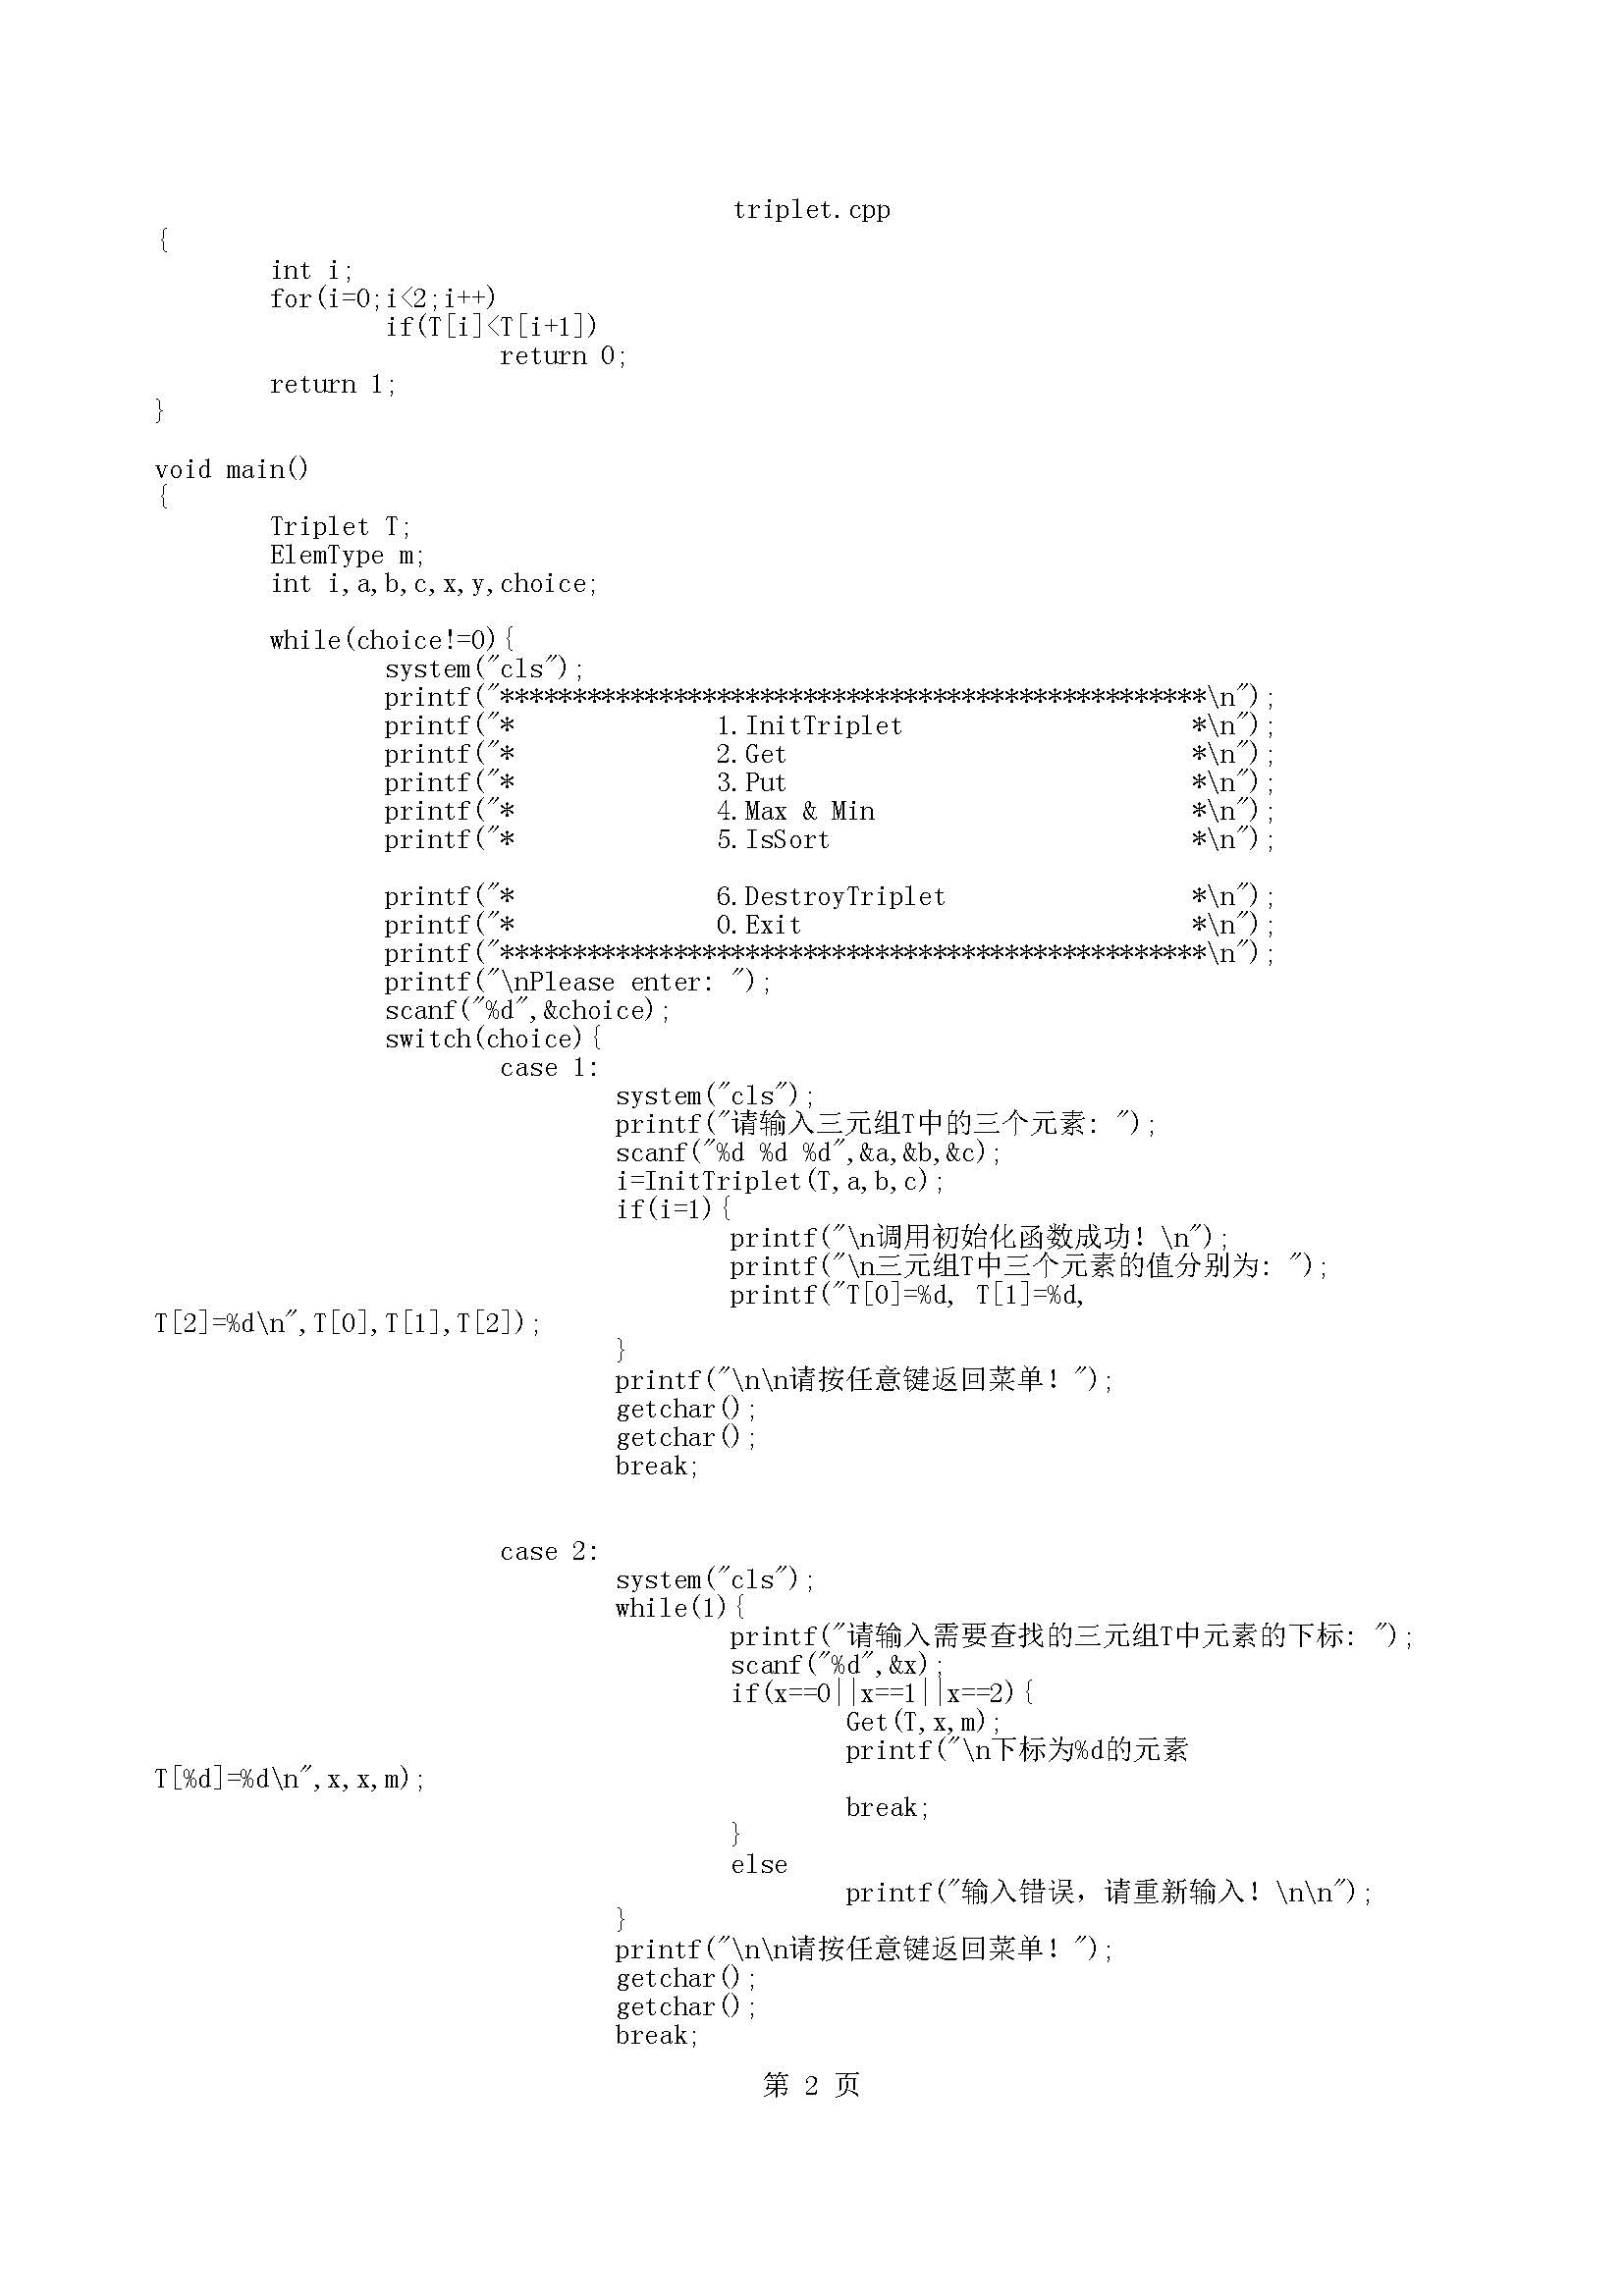 triplet.cpp
{
        int i;
        for(i=0;i<2;i++)
                if(T[i]<T[i+1])
                        return 0;
        return 1;
}

void main()
{
        Triplet T;
        ElemType m;
        int i,a,b,c,x,y,choice;

        while(choice!=0){
                system("cls");
                printf("*************************************************\n");
                printf("*              1.InitTriplet                    *\n");
                printf("*              2.Get                            *\n");
                printf("*              3.Put                            *\n");
                printf("*              4.Max & Min                      *\n");
                printf("*              5.IsSort                         *\n");

                printf("*              6.DestroyTriplet                 *\n");
                printf("*              0.Exit                           *\n");
                printf("*************************************************\n");
                printf("\nPlease enter: ");
                scanf("%d",&choice);
                switch(choice){
                        case 1:
                                system("cls");
                                printf("请输入三元组T中的三个元素: ");
                                scanf("%d %d %d",&a,&b,&c);
                                i=InitTriplet(T,a,b,c);
                                if(i=1){
                                        printf("\n调用初始化函数成功！\n");
                                        printf("\n三元组T中三个元素的值分别为: ");
                                        printf("T[0]=%d, T[1]=%d,
T[2]=%d\n",T[0],T[1],T[2]);
                                }
                                printf("\n\n请按任意键返回菜单！");
                                getchar();
                                getchar();
                                break;


                        case 2:
                                system("cls");
                                while(1){
                                        printf("请输入需要查找的三元组T中元素的下标: ");
                                        scanf("%d",&x);
                                        if(x==0||x==1||x==2){
                                                Get(T,x,m);
                                                printf("\n下标为%d的元素
T[%d]=%d\n",x,x,m);
                                                break;
                                        }
                                        else
                                                printf("输入错误，请重新输入！\n\n");
                                }
                                printf("\n\n请按任意键返回菜单！");
                                getchar();
                                getchar();
                                break;
第 2 页